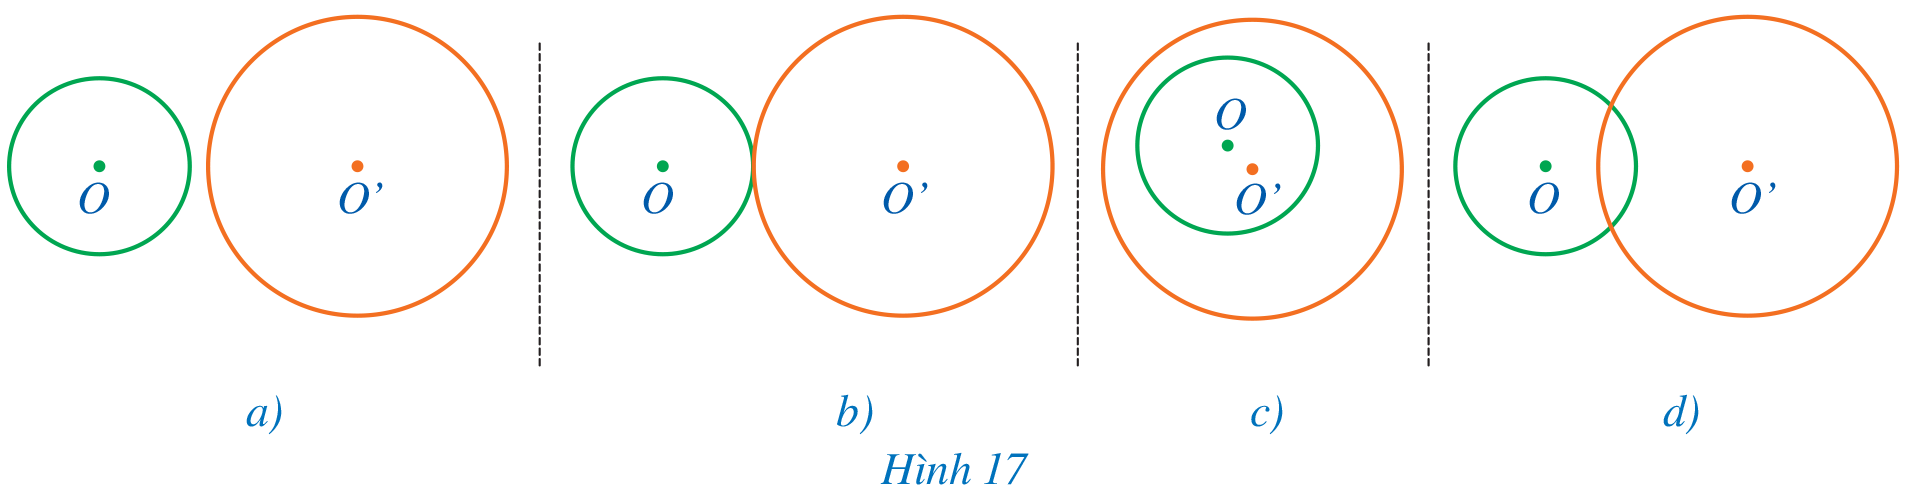 O O’ O O’ O O’ O O’
a) b) c) d)
Hình 17